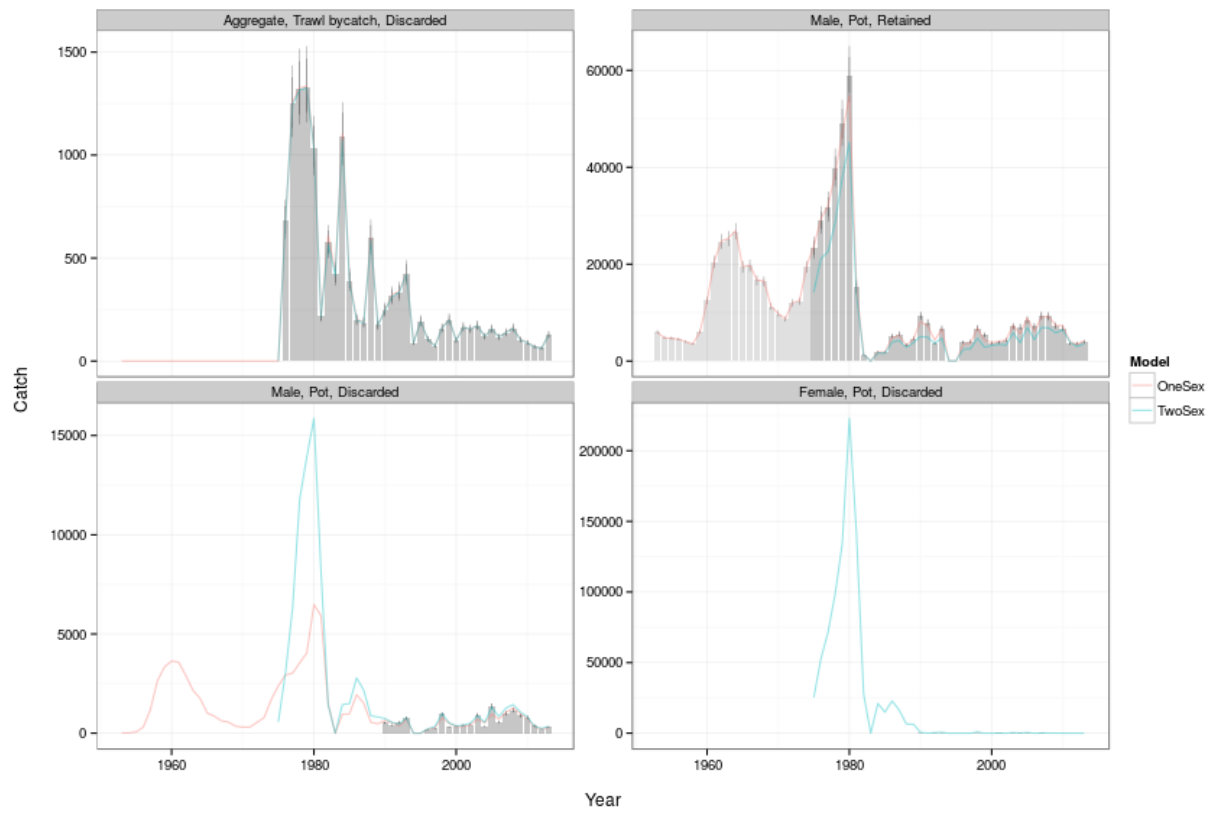 Aggregate, Trawl bycatch, Discarded
Male, Pot, Retained
1500
1000
500
0
60000
40000
20000
0
Catch
Male, Pot, Discarded
Female, Pot, Discarded
15000
10000
5000
0
200000
150000
100000
50000
0
1960
1980
2000
1960
1980
2000
Year
Model
OneSex
TwoSex